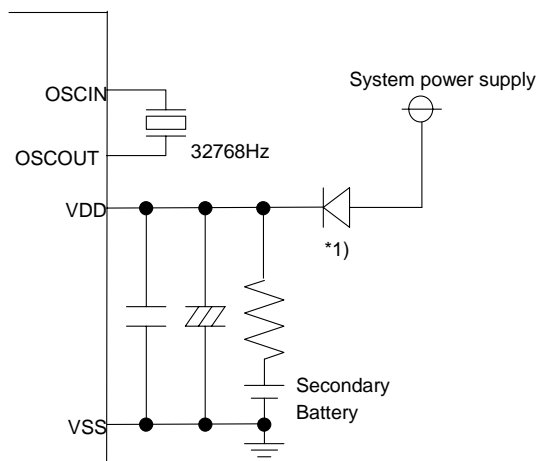 System power supply
OSCIN
OSCOUT
32768Hz
VDD
*1)
Secondary
Battery
VSS